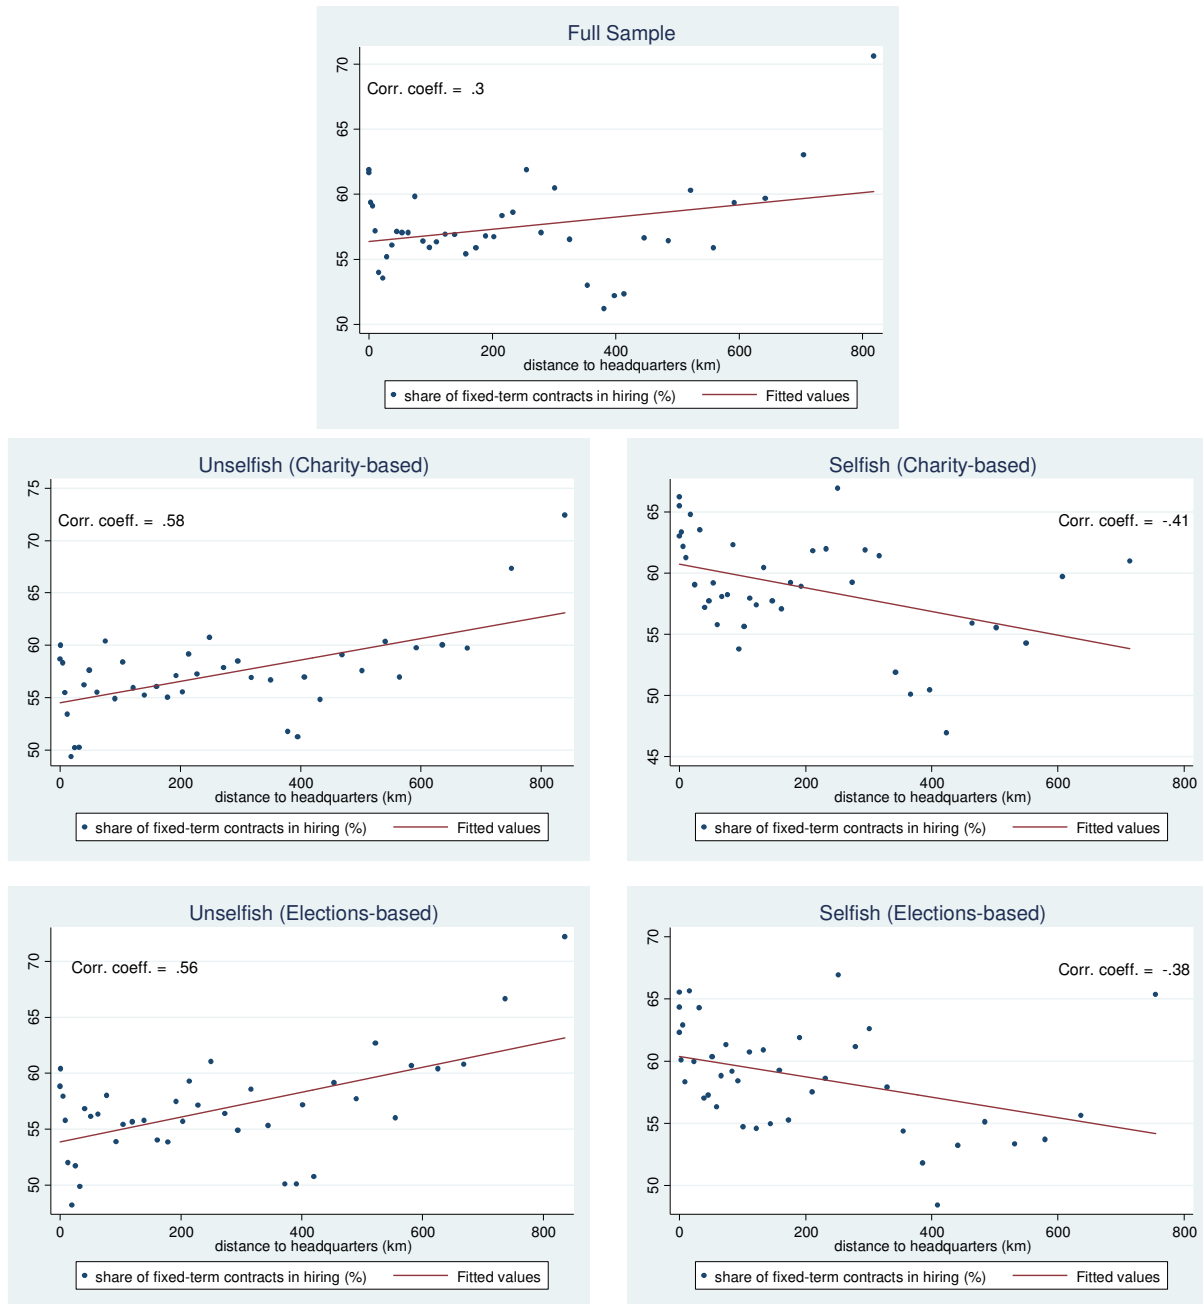 Full Sample
70
65
60
55
50
Corr. coeff. = .3
0 200 400 600 800
distance to headquarters (km)
share of fixed-term contracts in hiring (%) Fitted values
Unselfish (Charity-based)
75
70
65
60
55
50
Corr. coeff. = .58
0 200 400 600 800
distance to headquarters (km)
share of fixed-term contracts in hiring (%) Fitted values
Selfish (Charity-based)
65
60
55
50
45
Corr. coeff. = -.41
0 200 400 600 800
distance to headquarters (km)
share of fixed-term contracts in hiring (%) Fitted values
Unselfish (Elections-based)
70
65
60
55
50
Corr. coeff. = .56
0 200 400 600 800
distance to headquarters (km)
share of fixed-term contracts in hiring (%) Fitted values
Selfish (Elections-based)
70
65
60
55
50
Corr. coeff. = -.38
0 200 400 600 800
distance to headquarters (km)
share of fixed-term contracts in hiring (%) Fitted values